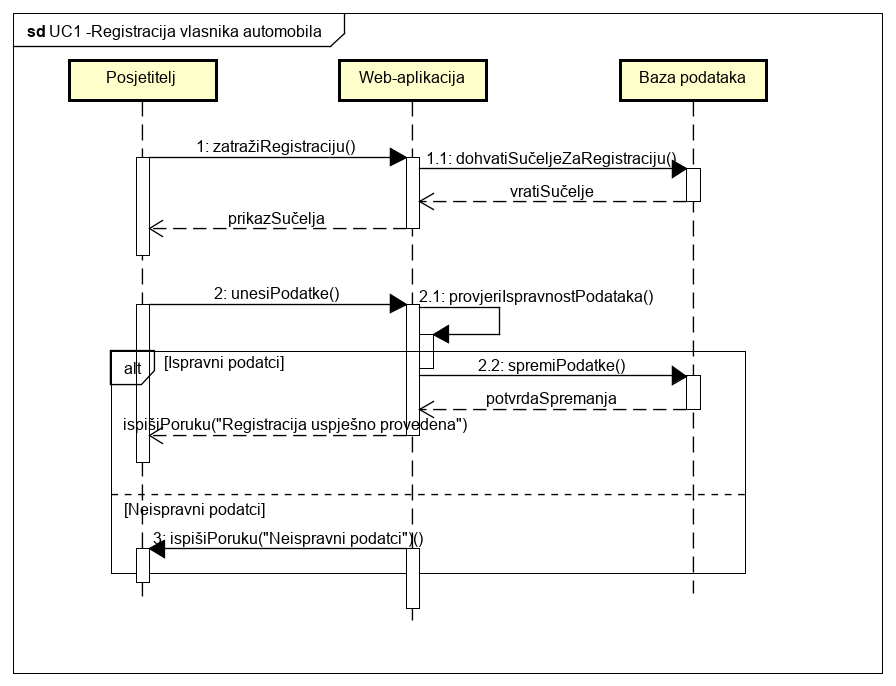 sd UC1 -Registracija vlasnika automobila
Posjetitelj
Web-aplikacija
Baza podataka
1: zatražiRegistraciju()
1.1: dohvatiSučeljeZaRegistraciju()
vratiSučelje
prikazSučelja
2: unesiPodatke()
2.1: provjeriIspravnostPodataka()
alt
[Ispravni podatci]
2.2: spremiPodatke()
potvrdaSpremanja
ispišiPoruku("Registracija uspješno provedena")
[Neispravni podatci]
3: ispišiPoruku("Neispravni podatci")()